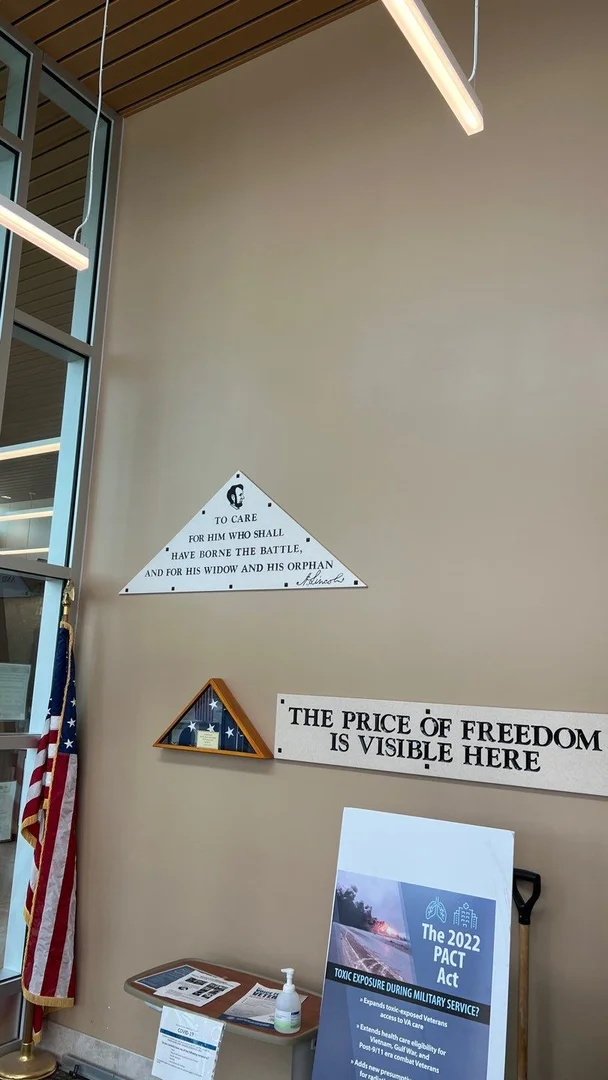 TO CARE
FOR HIM WHO SHALL
HAVE BORNE THE BATTLE,
AND FOR HIS WIDOW AND HIS ORPHAN
A. Lincoln
THE PRICE OF FREEDOM
IS VISIBLE HERE
The 2022
PACT
Act
TOXIC EXPOSURE DURING MILITARY SERVICE?
» Expands toxic-exposed Veterans
access to VA care
» Extends health care eligibility for
Vietnam, Gulf War, and
Post-9/11 era combat Veterans
» Adds new presumptive
COVID-19